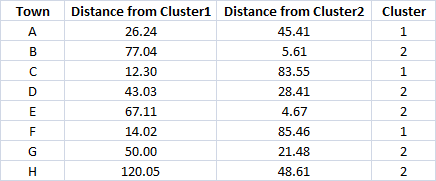 Town Distance from Cluster1 Distance from Cluster2 Cluster
A 26.24 45.41 1
B 77.04 5.61 2
C 12.30 83.55 1
D 43.03 28.41 2
E 67.11 4.67 2
F 14.02 85.46 1
G 50.00 21.48 2
H 120.05 48.61 2